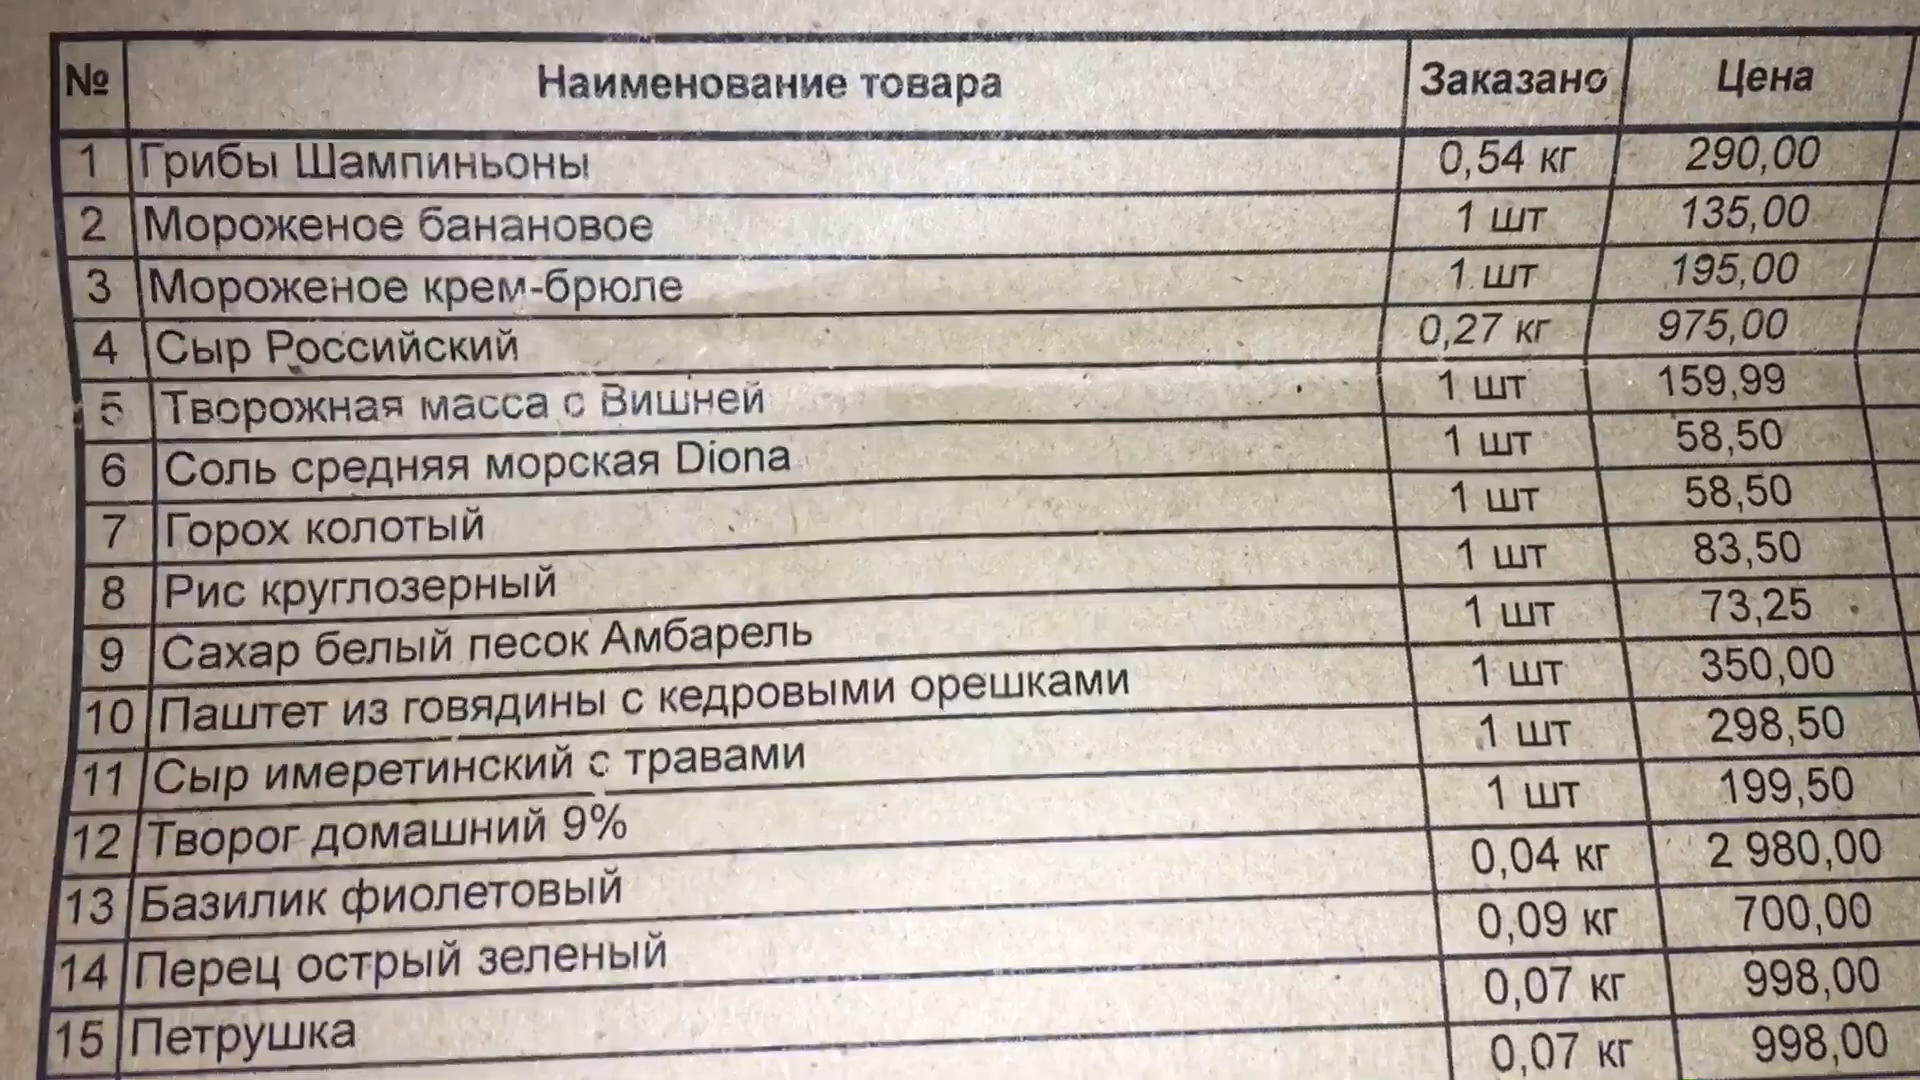 № Наименование товара Заказано Цена
1 Грибы Шампиньоны 0,54 кг 290,00
2 Мороженое банановое 1 шт 135,00
3 Мороженое крем-брюле 1 шт 195,00
4 Сыр Российский 0,27 кг 975,00
5 Творожная масса с Вишней 1 шт 159,99
6 Соль средняя морская Diona 1 шт 58,50
7 Горох колотый 1 шт 58,50
8 Рис круглозерный 1 шт 83,50
9 Сахар белый песок Амбарель 1 шт 73,25
10 Паштет из говядины с кедровыми орешками 1 шт 350,00
11 Сыр имеретинский с травами 1 шт 298,50
12 Творог домашний 9% 1 шт 199,50
13 Базилик фиолетовый 0,04 кг 2 980,00
14 Перец острый зеленый 0,09 кг 700,00
15 Петрушка 0,07 кг 998,00
0,07 кг 998,00